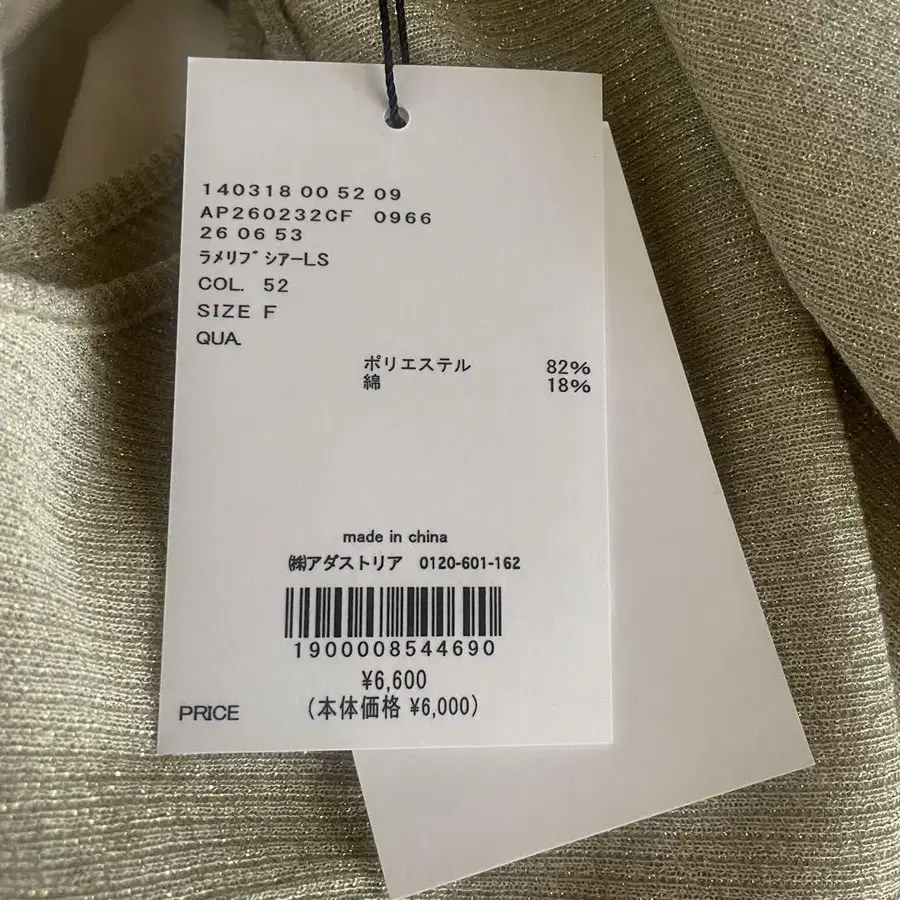 140318 00 52 09
AP260232CF 0966
26 06 53
ﾗﾒﾘﾌﾞｼｱｰLS
COL. 52
SIZE F
QUA.
ポリエステル 82%
綿 18%
made in china
㈱アダストリア 0120-601-162
1900008544690
¥6,600
PRICE (本体価格 ¥6,000)